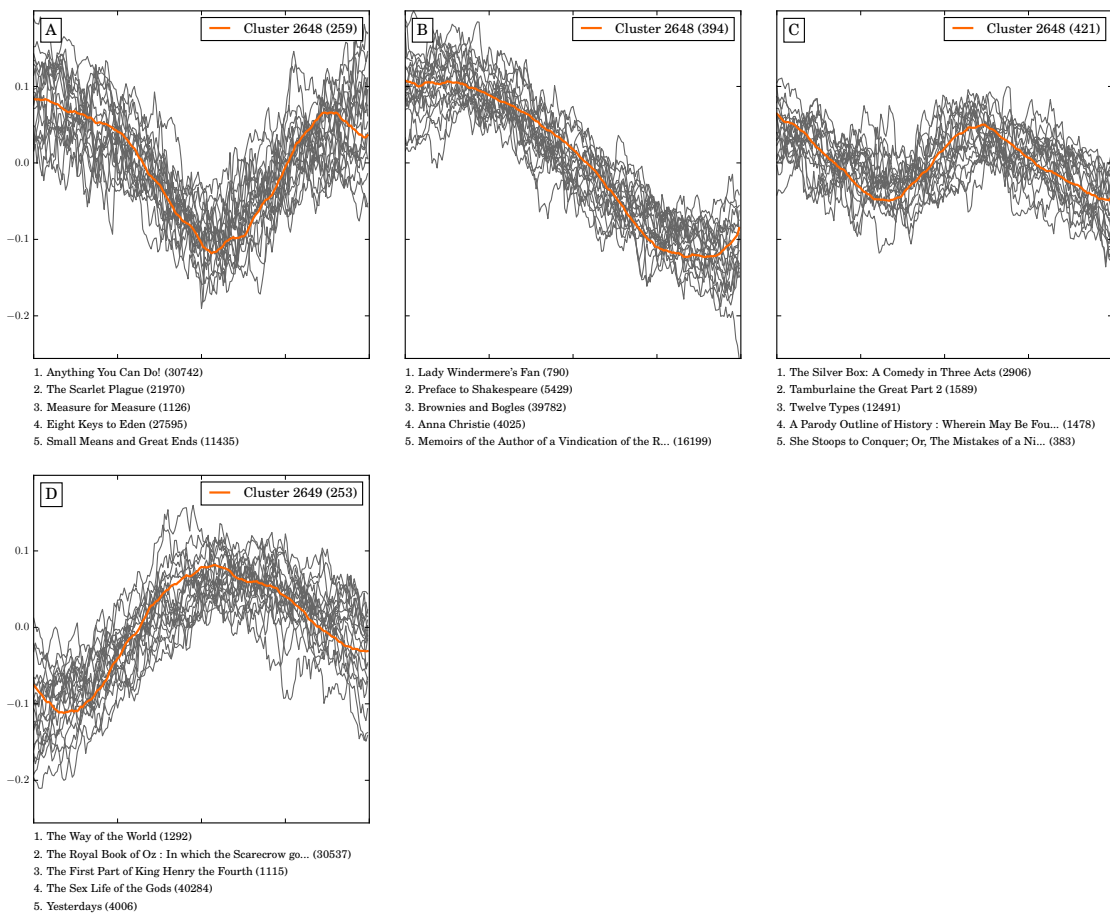 A
Cluster 2648 (259)
B
Cluster 2648 (394)
C
Cluster 2648 (421)
0.1
0.0
−0.1
−0.2
1. Anything You Can Do! (30742)
2. The Scarlet Plague (21970)
3. Measure for Measure (1126)
4. Eight Keys to Eden (27595)
5. Small Means and Great Ends (11435)
1. Lady Windermere's Fan (790)
2. Preface to Shakespeare (5429)
3. Brownies and Bogles (39782)
4. Anna Christie (4025)
5. Memoirs of the Author of a Vindication of the R... (16199)
1. The Silver Box: A Comedy in Three Acts (2906)
2. Tamburlaine the Great Part 2 (1589)
3. Twelve Types (12491)
4. A Parody Outline of History : Wherein May Be Fou... (1478)
5. She Stoops to Conquer; Or, The Mistakes of a Ni... (383)
D
Cluster 2649 (253)
0.1
0.0
−0.1
−0.2
1. The Way of the World (1292)
2. The Royal Book of Oz : In which the Scarecrow go... (30537)
3. The First Part of King Henry the Fourth (1115)
4. The Sex Life of the Gods (40284)
5. Yesterdays (4006)